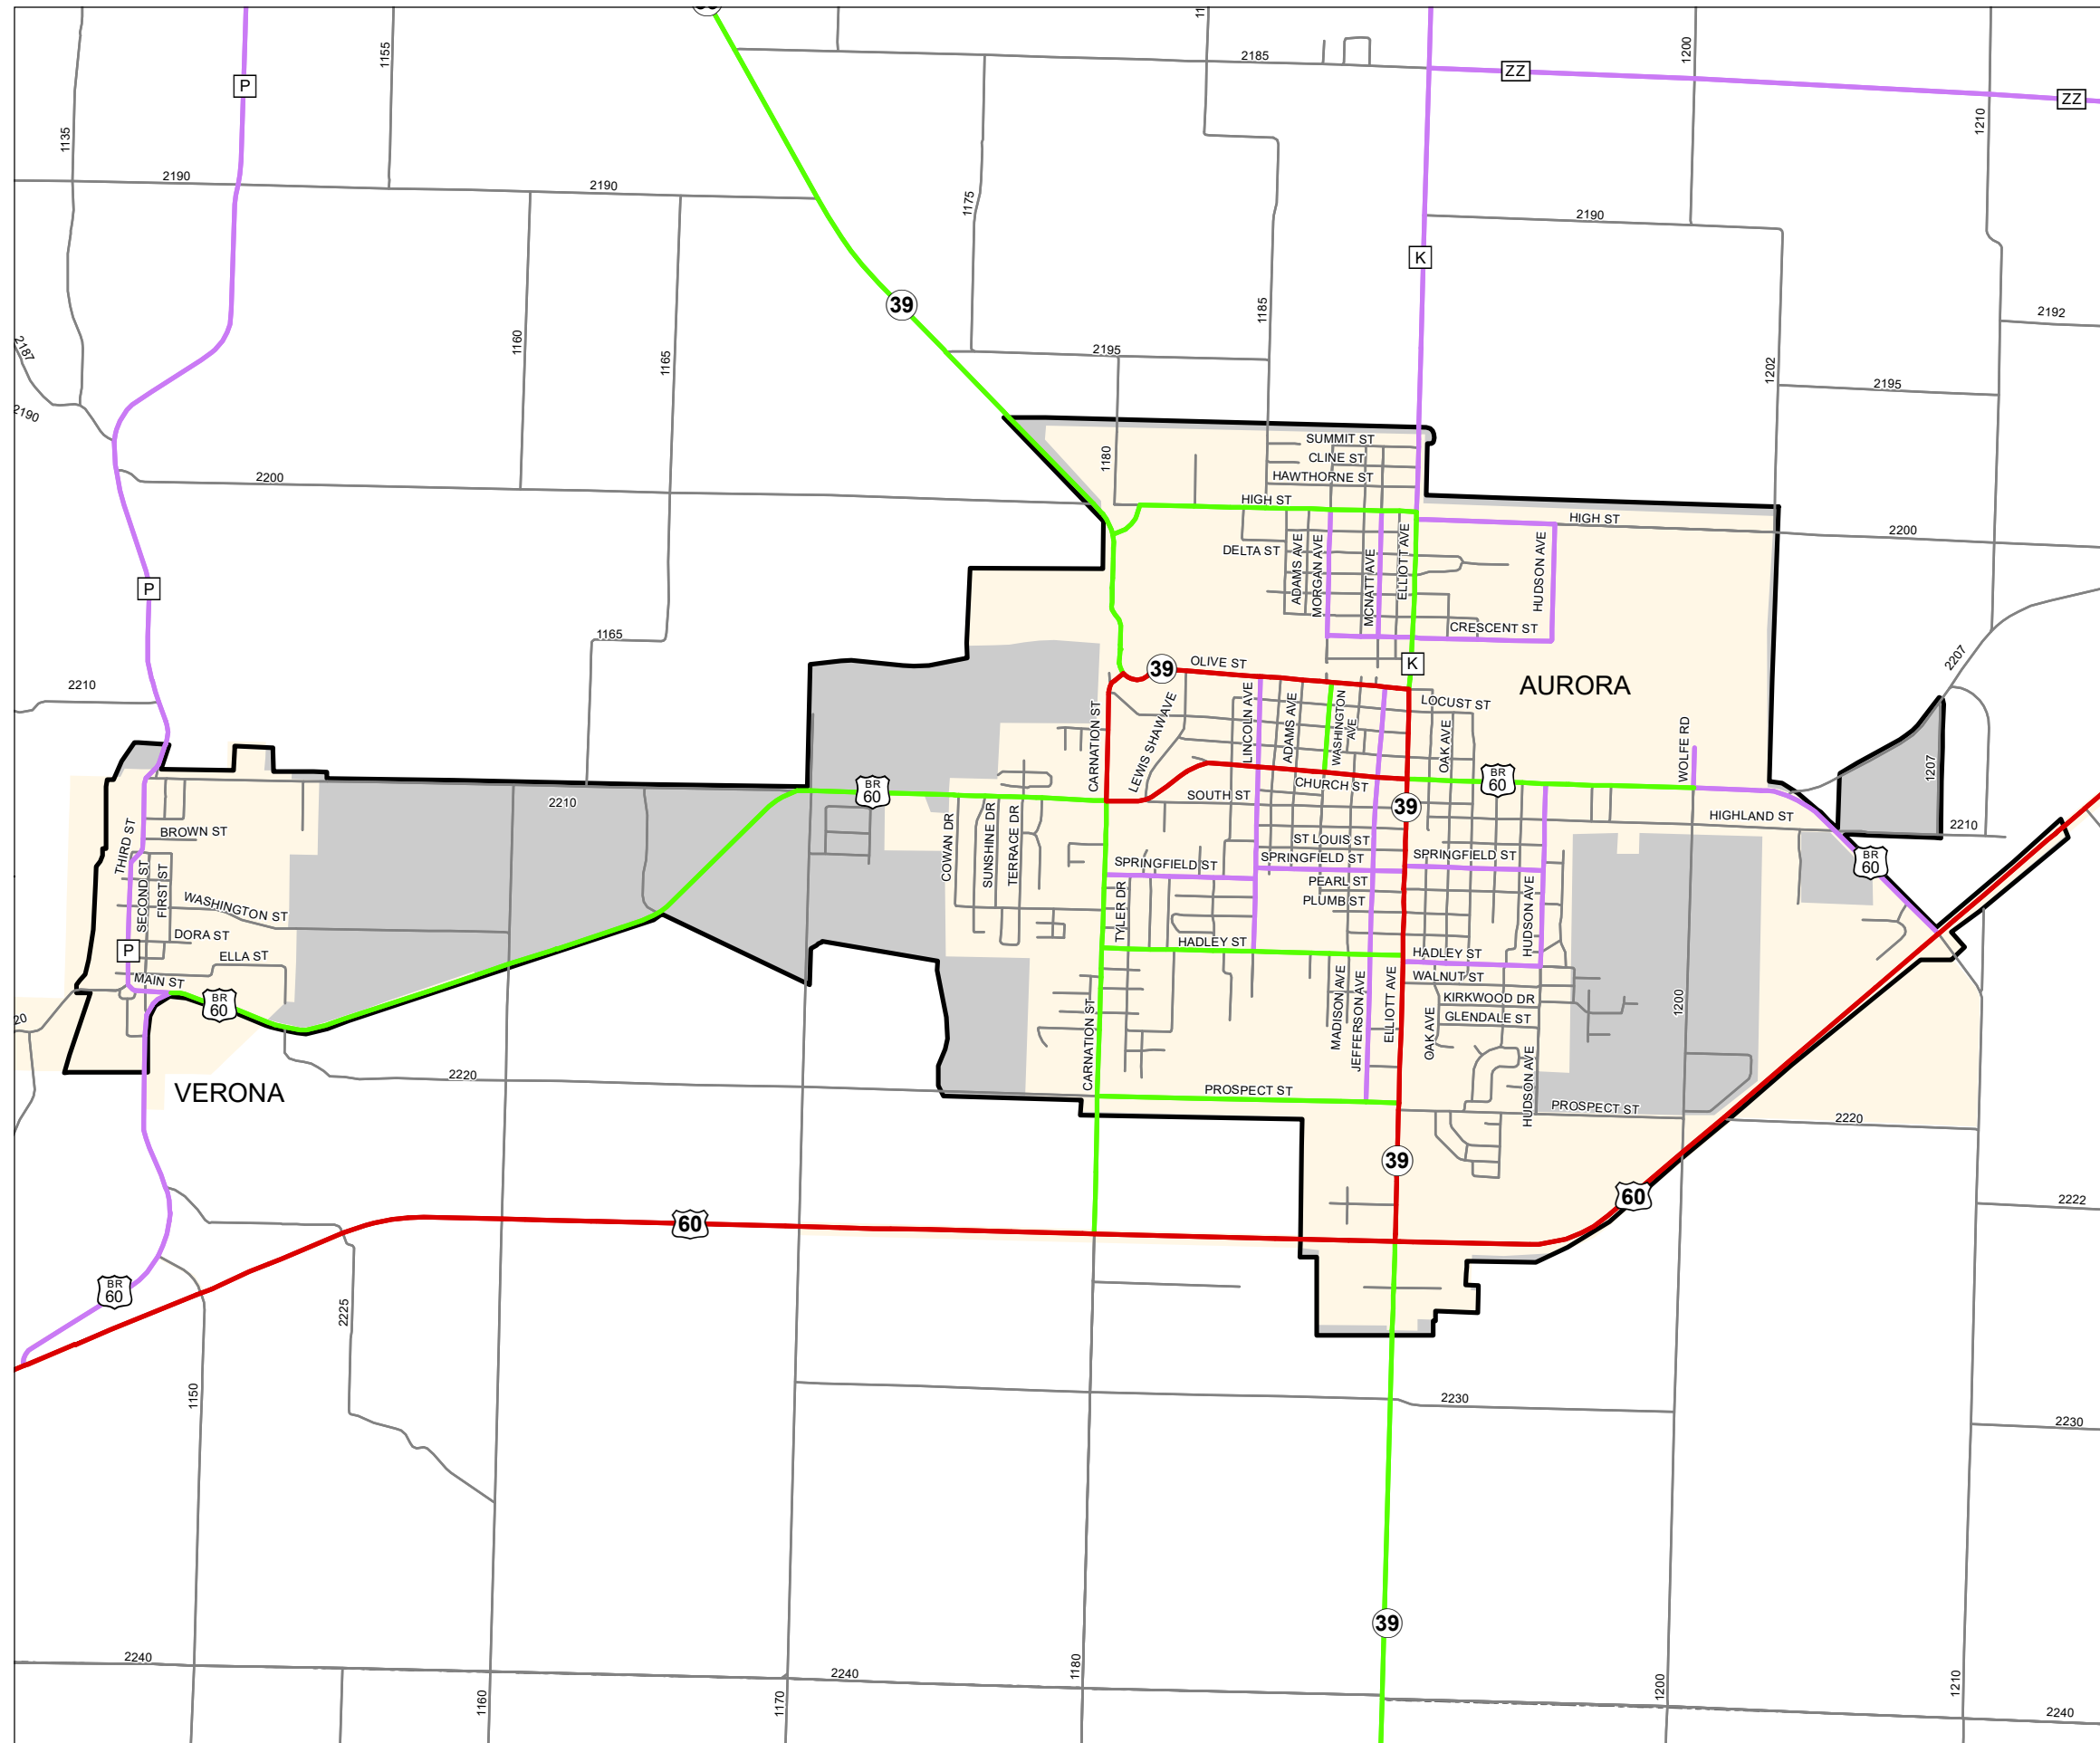 1155
11
2185
1200
P
ZZ
ZZ
1135
1210
2190
2190
1175
2190
K
39
1185
2192
2187
1160
1165
2195
1202
2195
2190
SUMMIT ST
CLINE ST
1180
HAWTHORNE ST
2200
HIGH ST
HIGH ST
2200
DELTA ST
ADAMS AVE
MORGAN AVE
MCNATT AVE
ELLIOTT AVE
HUDSON AVE
P
1165
CRESCENT ST
39
OLIVE ST
K
2207
2210
AURORA
LOCUST ST
CARNATION ST
LEWIS SHAW AVE
LINCOLN AVE
ADAMS AVE
WASHINGTON
AVE
OAK AVE
WOLFE RD
1207
BR
60
BR
60
CHURCH ST
2210
SOUTH ST
39
HIGHLAND ST
2210
BROWN ST
THIRD ST
COWAN DR
SUNSHINE DR
TERRACE DR
ST LOUIS ST
SPRINGFIELD ST
SPRINGFIELD ST
SPRINGFIELD ST
BR
60
SECOND ST
FIRST ST
PEARL ST
PLUMB ST
WASHINGTON ST
TYLER DR
HUDSON AVE
DORA ST
P
HADLEY ST
HADLEY ST
ELLA ST
MAIN ST
WALNUT ST
BR
60
KIRKWOOD DR
1200
MADISON AVE
JEFFERSON AVE
ELLIOTT AVE
GLENDALE ST
20
OAK AVE
CARNATION ST
HUDSON AVE
2220
VERONA
PROSPECT ST
PROSPECT ST
2220
39
60
2222
60
BR
60
2225
1150
2230
2230
39
2240
2240
1180
1160
1170
1200
1210
2240